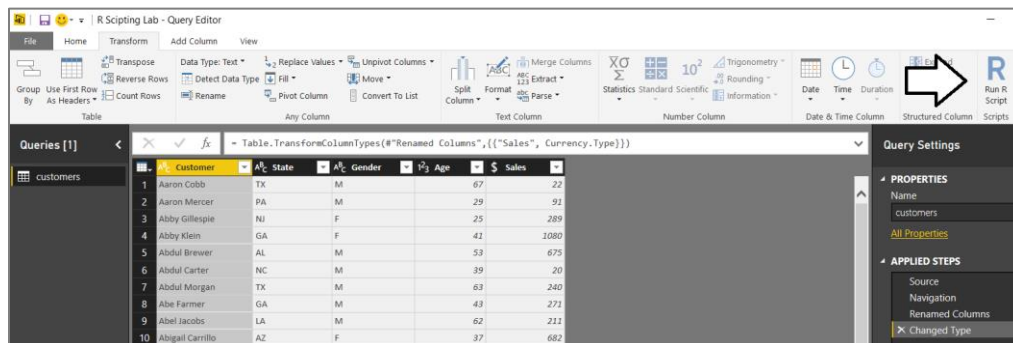 R Scipting Lab - Query Editor
File Home Transform Add Column View
Group By
Use First Row As Headers
Transpose
Reverse Rows
Count Rows
Table
Data Type: Text
Detect Data Type
Rename
Replace Values
Fill
Pivot Column
Unpivot Columns
Move
Convert To List
Any Column
Split Column
Format
Merge Columns
Extract
Parse
Text Column
Statistics
Standard
Scientific
Trigonometry
Rounding
Information
Number Column
Date
Time
Duration
Date & Time Column
Structured Column
Run R Script
Scripts
Queries [1]
customers
= Table.TransformColumnTypes(#"Renamed Columns",{{"Sales", Currency.Type}})
Customer State Gender Age Sales
1 Aaron Cobb TX M 67 22
2 Aaron Mercer PA M 29 91
3 Abby Gillespie NJ F 25 289
4 Abby Klein GA F 41 1080
5 Abdul Brewer AL M 53 675
6 Abdul Carter NC M 39 20
7 Abdul Morgan TX M 63 240
8 Abe Farmer GA M 43 271
9 Abel Jacobs LA M 62 211
10 Abigail Carrillo AZ F 37 682
Query Settings
PROPERTIES
Name
customers
All Properties
APPLIED STEPS
Source
Navigation
Renamed Columns
Changed Type